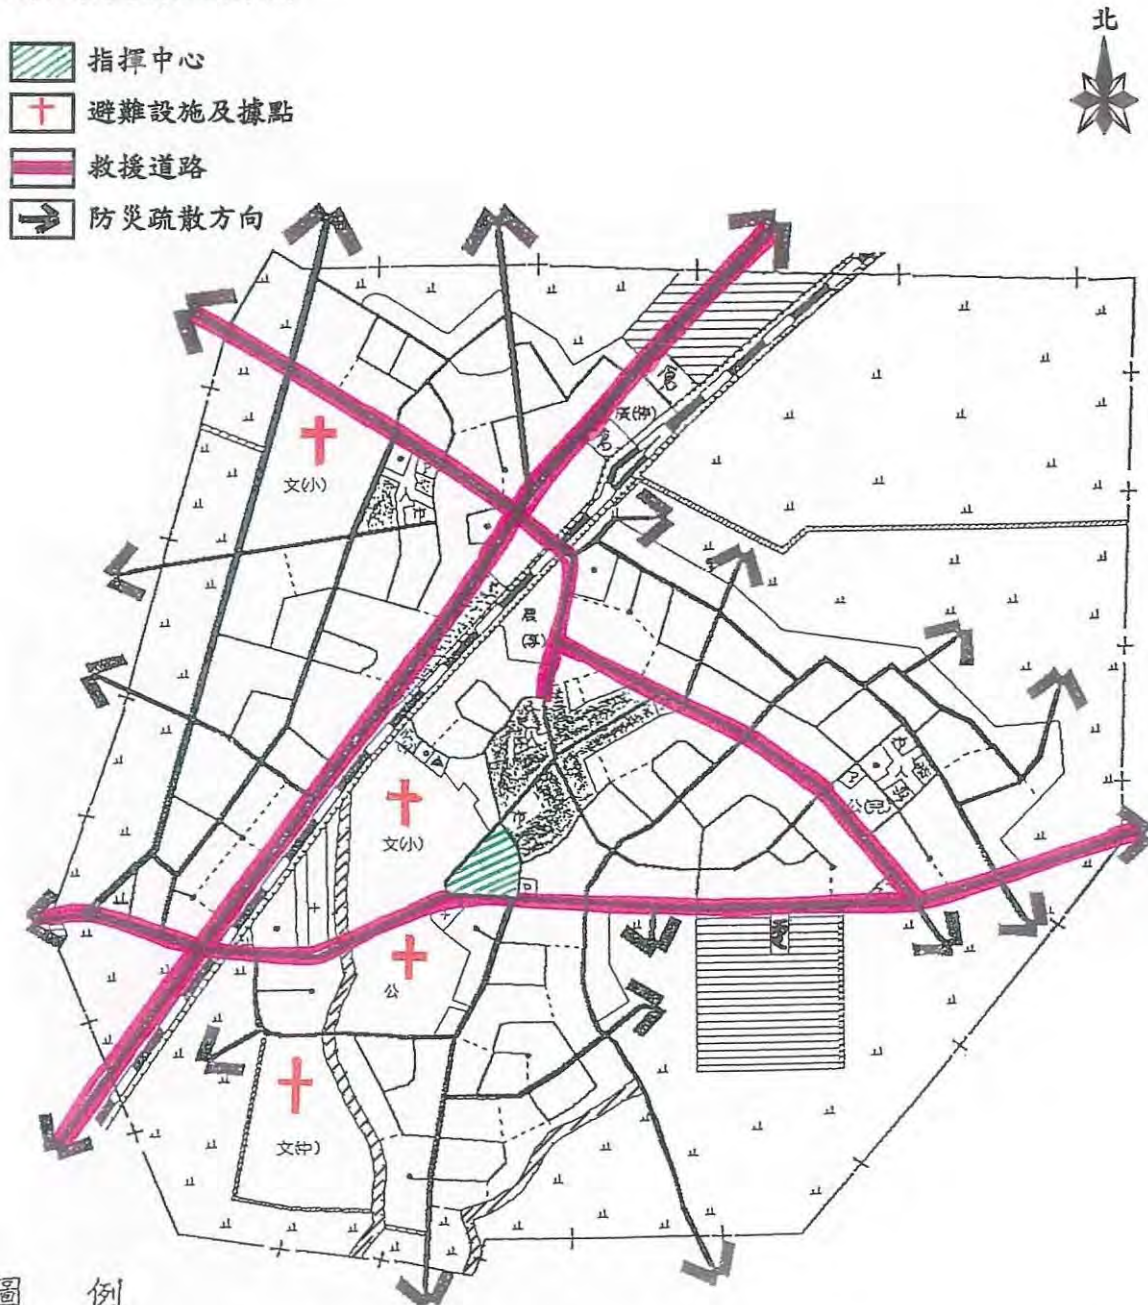 北
指揮中心
避難設施及據點
救援道路
防災疏散方向
文(小)
文(小)
公
文(中)
公(兒)
市
圖 例